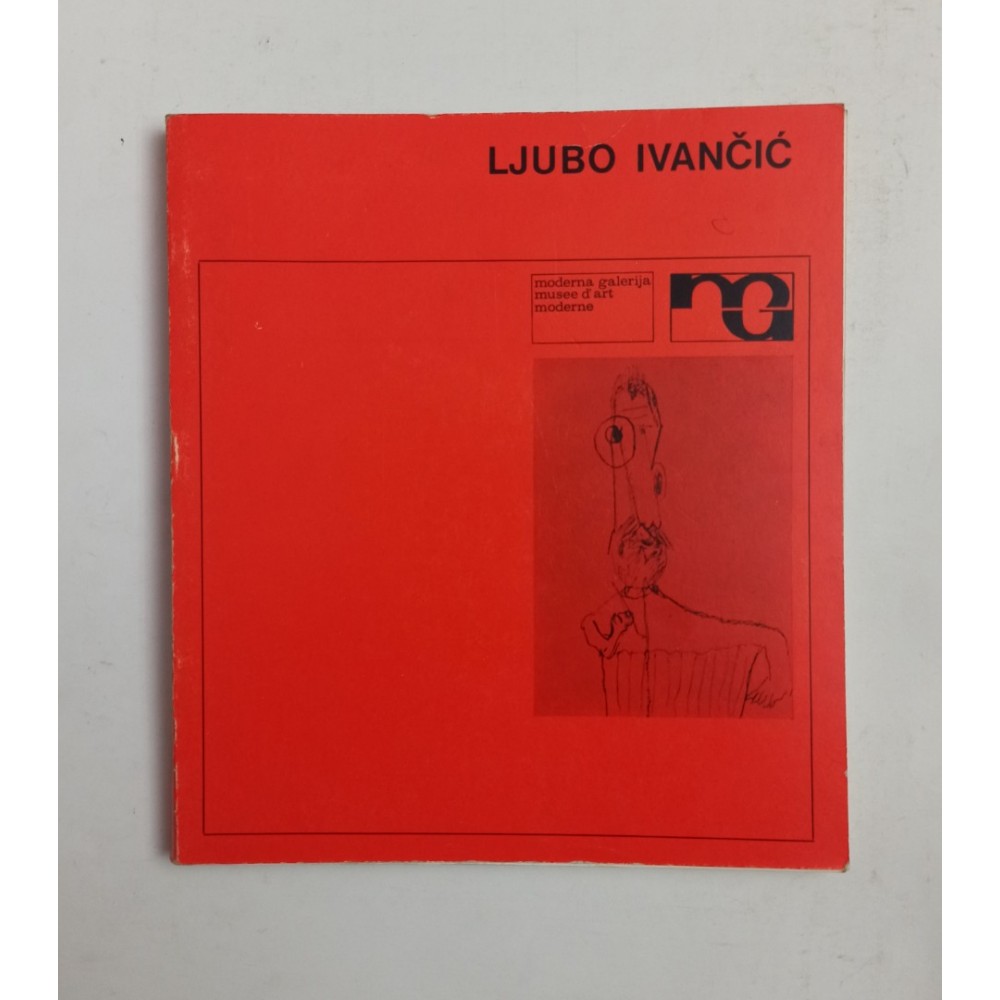 LJUBO IVANČIĆ
moderna galerija
musee d'art
moderne